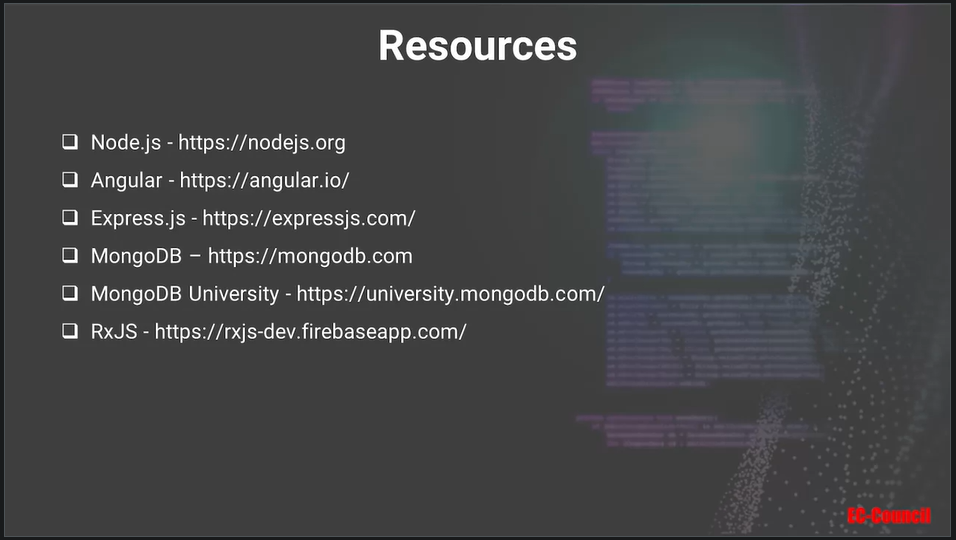 Resources
❑ Node.js - https://nodejs.org
❑ Angular - https://angular.io/
❑ Express.js - https://expressjs.com/
❑ MongoDB – https://mongodb.com
❑ MongoDB University - https://university.mongodb.com/
❑ RxJS - https://rxjs-dev.firebaseapp.com/
EC-Council